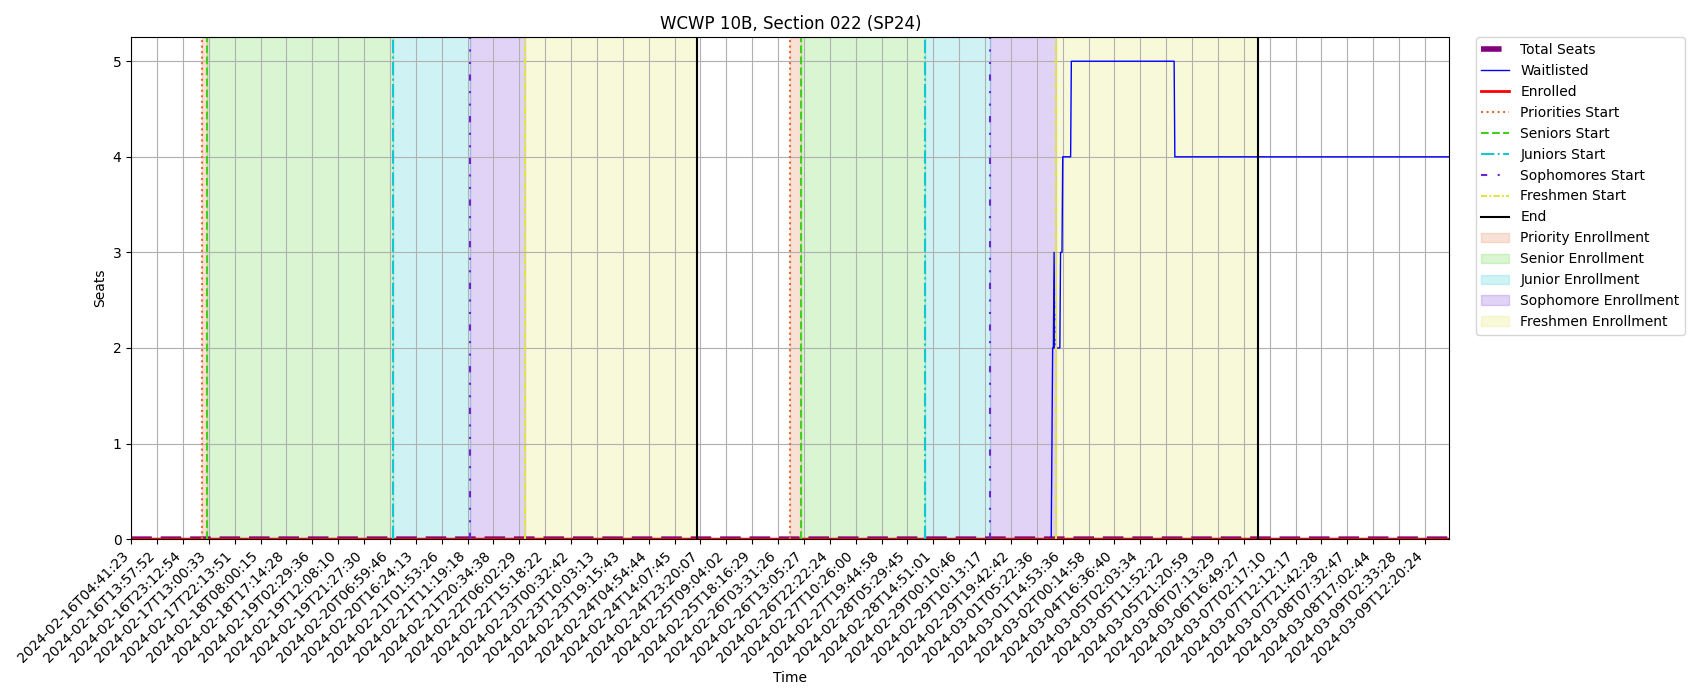 WCWP 10B, Section 022 (SP24)
Seats
5
4
3
2
1
0
2024-02-16T04:41:23
2024-02-16T13:57:52
2024-02-16T23:12:54
2024-02-17T13:00:33
2024-02-17T22:13:51
2024-02-18T08:00:15
2024-02-18T17:14:28
2024-02-19T02:29:36
2024-02-19T12:08:10
2024-02-19T21:27:30
2024-02-20T06:59:46
2024-02-20T16:24:13
2024-02-21T01:53:26
2024-02-21T11:19:18
2024-02-21T20:34:38
2024-02-22T06:02:29
2024-02-22T15:18:22
2024-02-23T00:32:42
2024-02-23T10:03:13
2024-02-23T19:15:43
2024-02-24T04:54:44
2024-02-24T14:07:45
2024-02-24T23:20:07
2024-02-25T09:04:02
2024-02-25T18:16:29
2024-02-26T03:31:26
2024-02-26T13:05:27
2024-02-26T22:22:24
2024-02-27T10:26:00
2024-02-27T19:44:58
2024-02-28T05:29:45
2024-02-28T14:51:01
2024-02-29T00:10:46
2024-02-29T10:13:17
2024-02-29T19:42:42
2024-03-01T05:22:36
2024-03-01T14:53:36
2024-03-02T00:14:58
2024-03-04T16:36:40
2024-03-05T02:03:34
2024-03-05T11:52:22
2024-03-05T21:20:59
2024-03-06T07:13:29
2024-03-06T16:49:27
2024-03-07T02:17:10
2024-03-07T12:12:17
2024-03-07T21:42:28
2024-03-08T07:32:47
2024-03-08T17:02:44
2024-03-09T02:33:28
2024-03-09T12:20:24
Time
Total Seats
Waitlisted
Enrolled
Priorities Start
Seniors Start
Juniors Start
Sophomores Start
Freshmen Start
End
Priority Enrollment
Senior Enrollment
Junior Enrollment
Sophomore Enrollment
Freshmen Enrollment